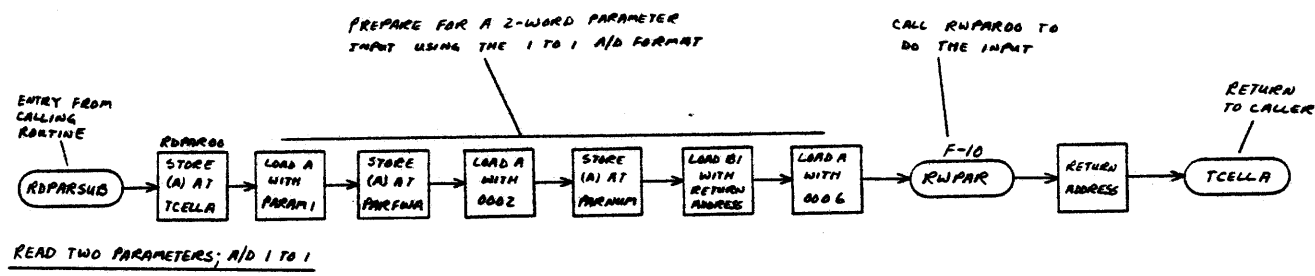 PREPARE FOR A 2-WORD PARAMETER
INPUT USING THE 1 TO 1 A/D FORMAT
CALL RWPAR00 TO
DO THE INPUT
RETURN
TO CALLER
ENTRY FROM
CALLING
ROUTINE
RDPARSUB
RDPAR00
STORE
(A) AT
TCELLA
LOAD A
WITH
PARAM1
STORE
(A) AT
PARFWA
LOAD A
WITH
0002
STORE
(A) AT
PARNUM
LOAD B1
WITH
RETURN
ADDRESS
LOAD A
WITH
0006
F-10
RWPAR
RETURN
ADDRESS
TCELLA
READ TWO PARAMETERS; A/D 1 TO 1